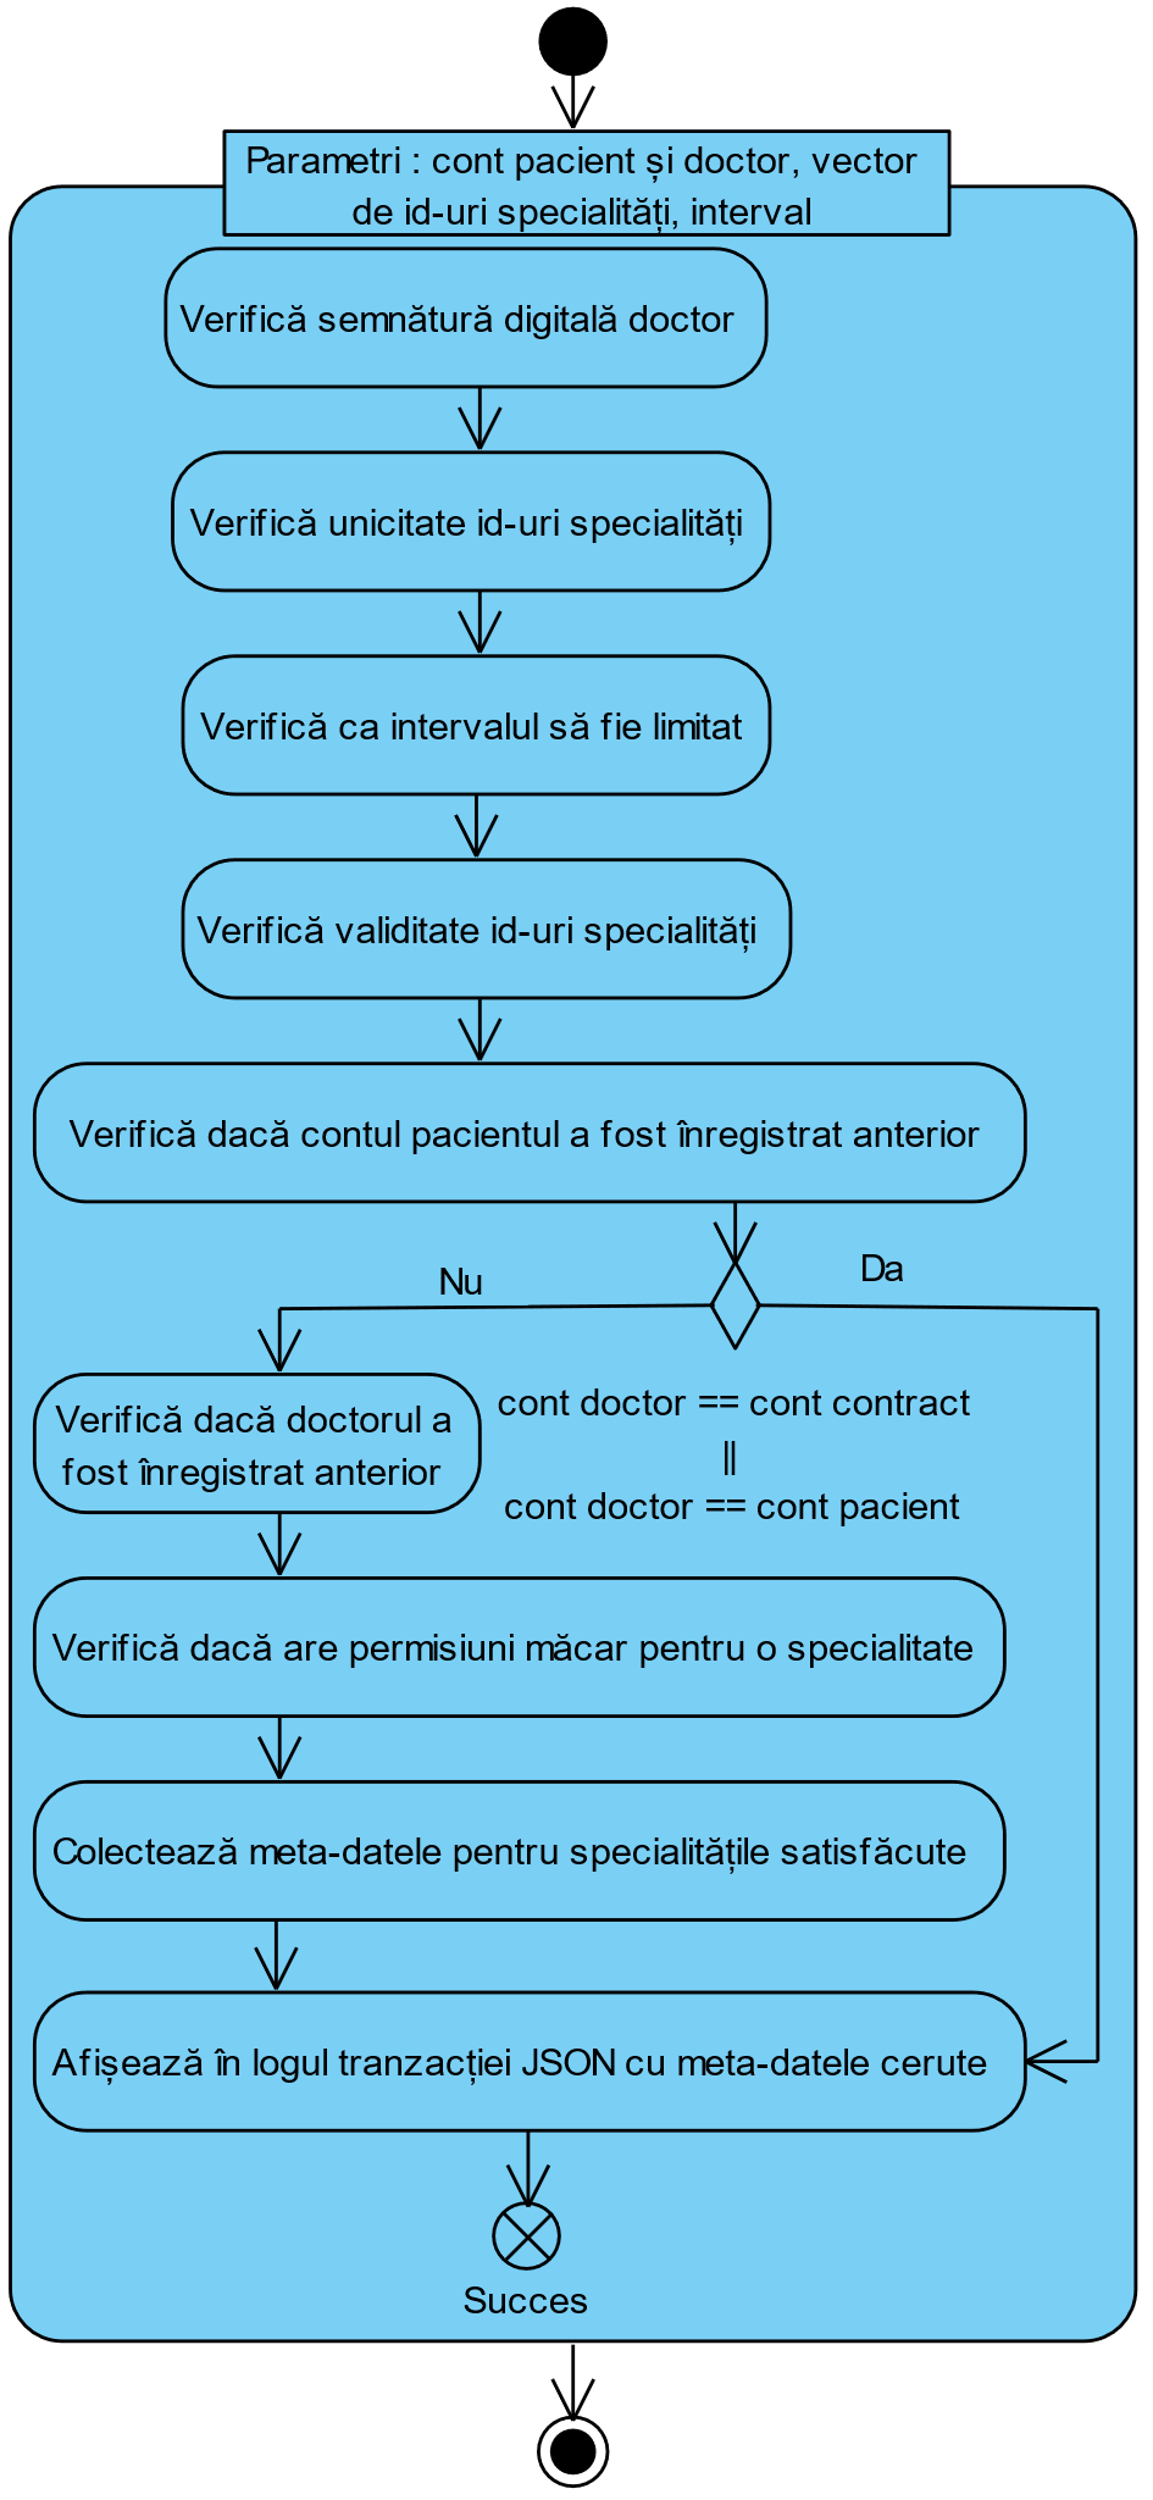 Parametri : cont pacient și doctor, vector
de id-uri specialități, interval
Verifică semnătură digitală doctor
Verifică unicitate id-uri specialități
Verifică ca intervalul să fie limitat
Verifică validitate id-uri specialități
Verifică dacă contul pacientul a fost înregistrat anterior
Nu
Da
cont doctor == cont contract
||
cont doctor == cont pacient
Verifică dacă doctorul a
fost înregistrat anterior
Verifică dacă are permisiuni măcar pentru o specialitate
Colectează meta-datele pentru specialitățile satisfăcute
Afișează în logul tranzacției JSON cu meta-datele cerute
Succes